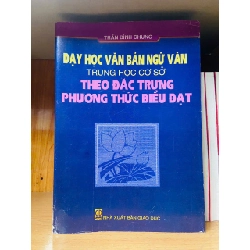 TRẦN ĐÌNH CHUNG
DẠY HỌC VĂN BẢN NGỮ VĂN
TRUNG HỌC CƠ SỞ
THEO ĐẶC TRƯNG
PHƯƠNG THỨC BIỂU ĐẠT
NHÀ XUẤT BẢN GIÁO DỤC